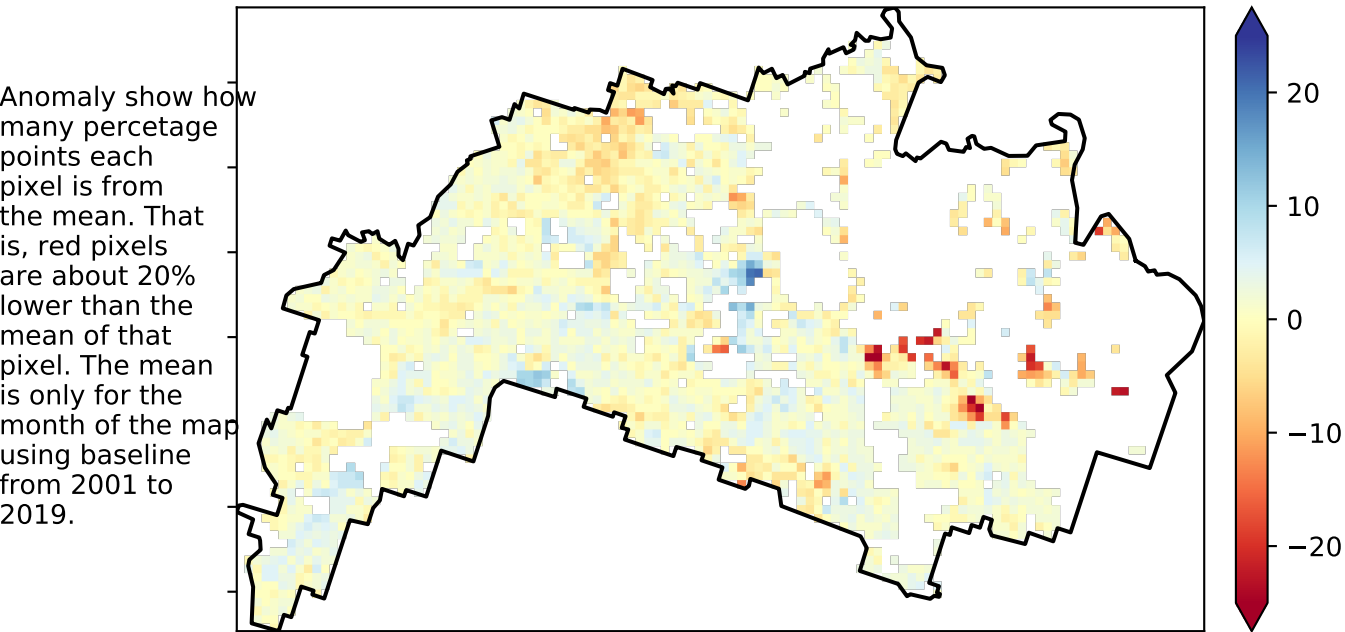 Anomaly show how
many percetage
points each
pixel is from
the mean. That
is, red pixels
are about 20%
lower than the
mean of that
pixel. The mean
is only for the
month of the map
using baseline
from 2001 to
2019.
20
10
0
−10
−20